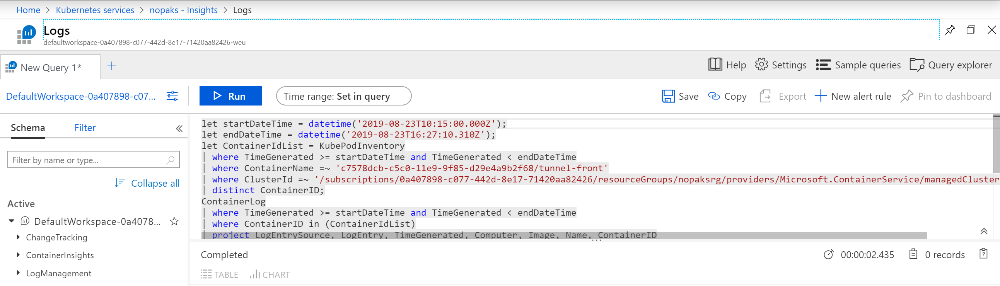 Home > Kubernetes services > nopaks - Insights > Logs
Logs
defaultworkspace-0a407898-c077-442d-8e17-71420aa82426-weu
New Query 1*
Help Settings Sample queries Query explorer
DefaultWorkspace-0a407898-c07... Run Time range: Set in query Save Copy Export New alert rule Pin to dashboard
Schema Filter
Filter by name or type...
Collapse all
Active
DefaultWorkspace-0a4078...
ChangeTracking
ContainerInsights
LogManagement
let startDateTime = datetime('2019-08-23T10:15:00.000Z');
let endDateTime = datetime('2019-08-23T16:27:10.310Z');
let ContainerIdList = KubePodInventory
| where TimeGenerated >= startDateTime and TimeGenerated < endDateTime
| where ContainerName =~ 'c7578dcb-c5c0-11e9-9f85-d29e4a9b2f68/tunnel-front'
| where ClusterId =~ '/subscriptions/0a407898-c077-442d-8e17-71420aa82426/resourceGroups/nopaksrg/providers/Microsoft.ContainerService/managedCluster
| distinct ContainerID;
ContainerLog
| where TimeGenerated >= startDateTime and TimeGenerated < endDateTime
| where ContainerID in (ContainerIdList)
| project LogEntrySource, LogEntry, TimeGenerated, Computer, Image, Name, ContainerID
Completed 00:00:02.435 0 records
TABLE CHART